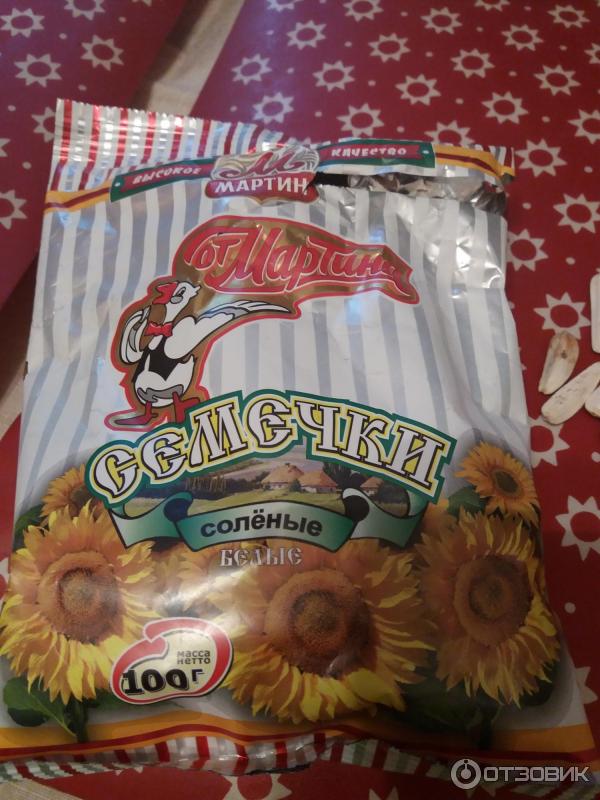 ВЫСОКОЕ КАЧЕСТВО
М
МАРТИН
от Мартина
СЕМЕЧКИ
солёные
БЕЛЫЕ
масса
нетто
100г
ОТЗОВИК